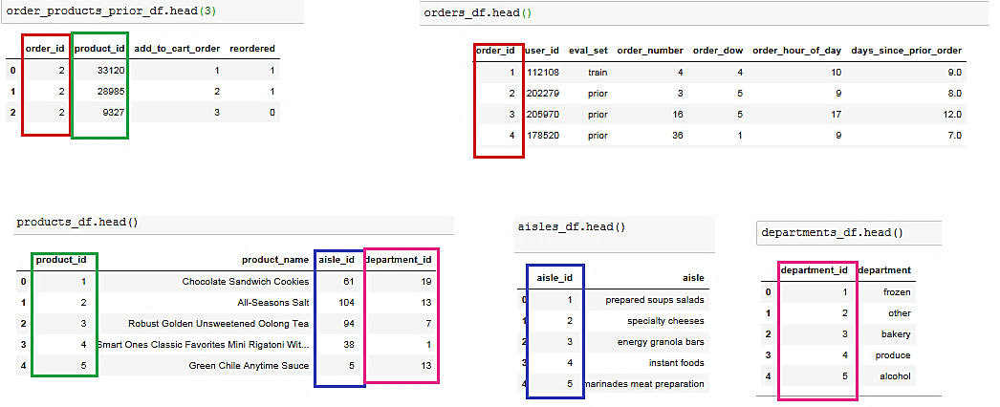 order_products_prior_df.head(3)
order_id product_id add_to_cart_order reordered
0 2 33120 1 1
1 2 28985 2 1
2 2 9327 3 0
orders_df.head()
order_id user_id eval_set order_number order_dow order_hour_of_day days_since_prior_order
1 112108 train 4 4 10 9.0
2 202279 prior 3 5 9 8.0
3 205970 prior 16 5 17 12.0
4 178520 prior 36 1 9 7.0
products_df.head()
product_id product_name aisle_id department_id
0 1 Chocolate Sandwich Cookies 61 19
1 2 All-Seasons Salt 104 13
2 3 Robust Golden Unsweetened Oolong Tea 94 7
3 4 Smart Ones Classic Favorites Mini Rigatoni Wit... 38 1
4 5 Green Chile Anytime Sauce 5 13
aisles_df.head()
aisle_id aisle
0 1 prepared soups salads
1 2 specialty cheeses
2 3 energy granola bars
3 4 instant foods
4 5 marinades meat preparation
departments_df.head()
department_id department
0 1 frozen
1 2 other
2 3 bakery
3 4 produce
4 5 alcohol